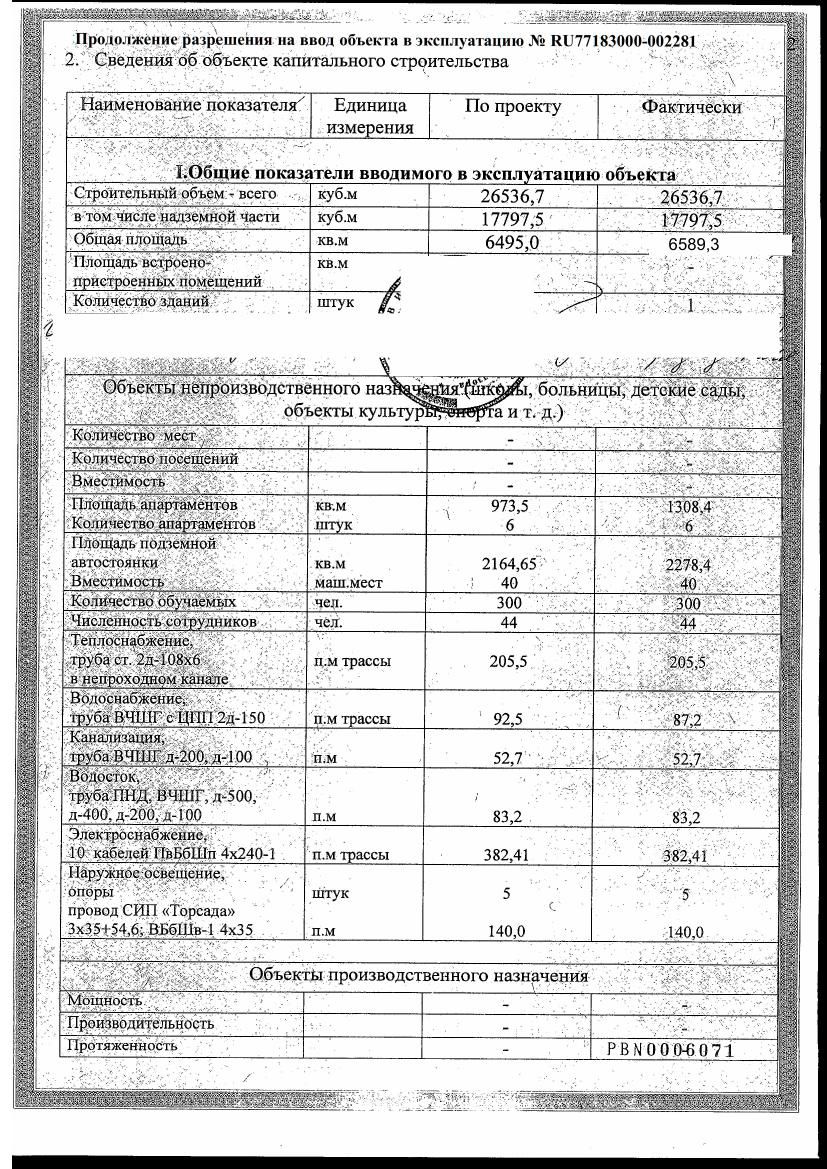 Продолжение разрешения на ввод объекта в эксплуатацию № RU77183000-002281
2
2. Сведения об объекте капитального строительства
Наименование показателя Единица измерения По проекту Фактически
I.Общие показатели вводимого в эксплуатацию объекта
Строительный объем - всего куб.м 26536,7 26536,7
в том числе надземной части куб.м 17797,5 17797,5
Общая площадь кв.м 6495,0 6589,3
Площадь встроено- кв.м -
пристроенных помещений
Количество зданий штук 1
Объекты непроизводственного назначения (школы, больницы, детские сады,
объекты культуры, спорта и т. д.)
Количество мест - -
Количество посещений - -
Вместимость - -
Площадь апартаментов кв.м 973,5 1308,4
Количество апартаментов штук 6 6
Площадь подземной
автостоянки кв.м 2164,65 2278,4
Вместимость маш.мест 40 40
Количество обучаемых чел. 300 300
Численность сотрудников чел. 44 44
Теплоснабжение,
труба ст. 2д-108х6 п.м трассы 205,5 205,5
в непроходном канале
Водоснабжение,
труба ВЧШГ с ЦПП 2д-150 п.м трассы 92,5 87,2
Канализация,
труба ВЧШГ д-200, д-100 п.м 52,7 52,7
Водосток,
труба ПНД, ВЧШГ, д-500,
д-400, д-200, д-100 п.м 83,2 83,2
Электроснабжение,
10 кабелей ПвБбШп 4х240-1 п.м трассы 382,41 382,41
Наружное освещение,
опоры штук 5 5
провод СИП «Торсада»
3х35+54,6; ВБбШв-1 4х35 п.м 140,0 140,0
Объекты производственного назначения
Мощность - -
Производительность - -
Протяженность - -
PBN0006071